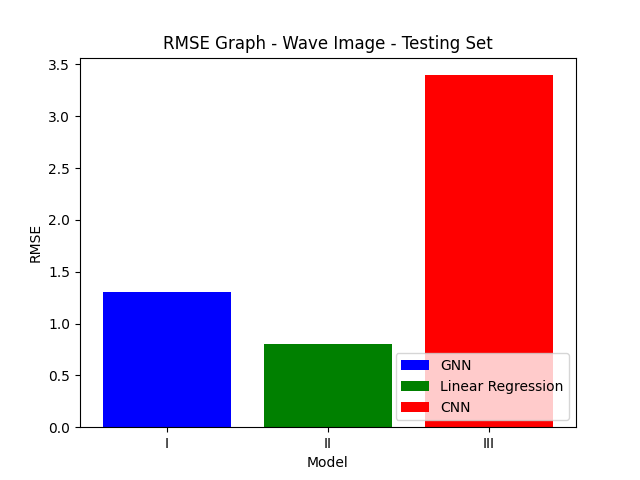 RMSE Graph - Wave Image - Testing Set
3.5
3.0
2.5
2.0
1.5
1.0
0.5
0.0
RMSE
GNN
Linear Regression
CNN
I
II
III
Model